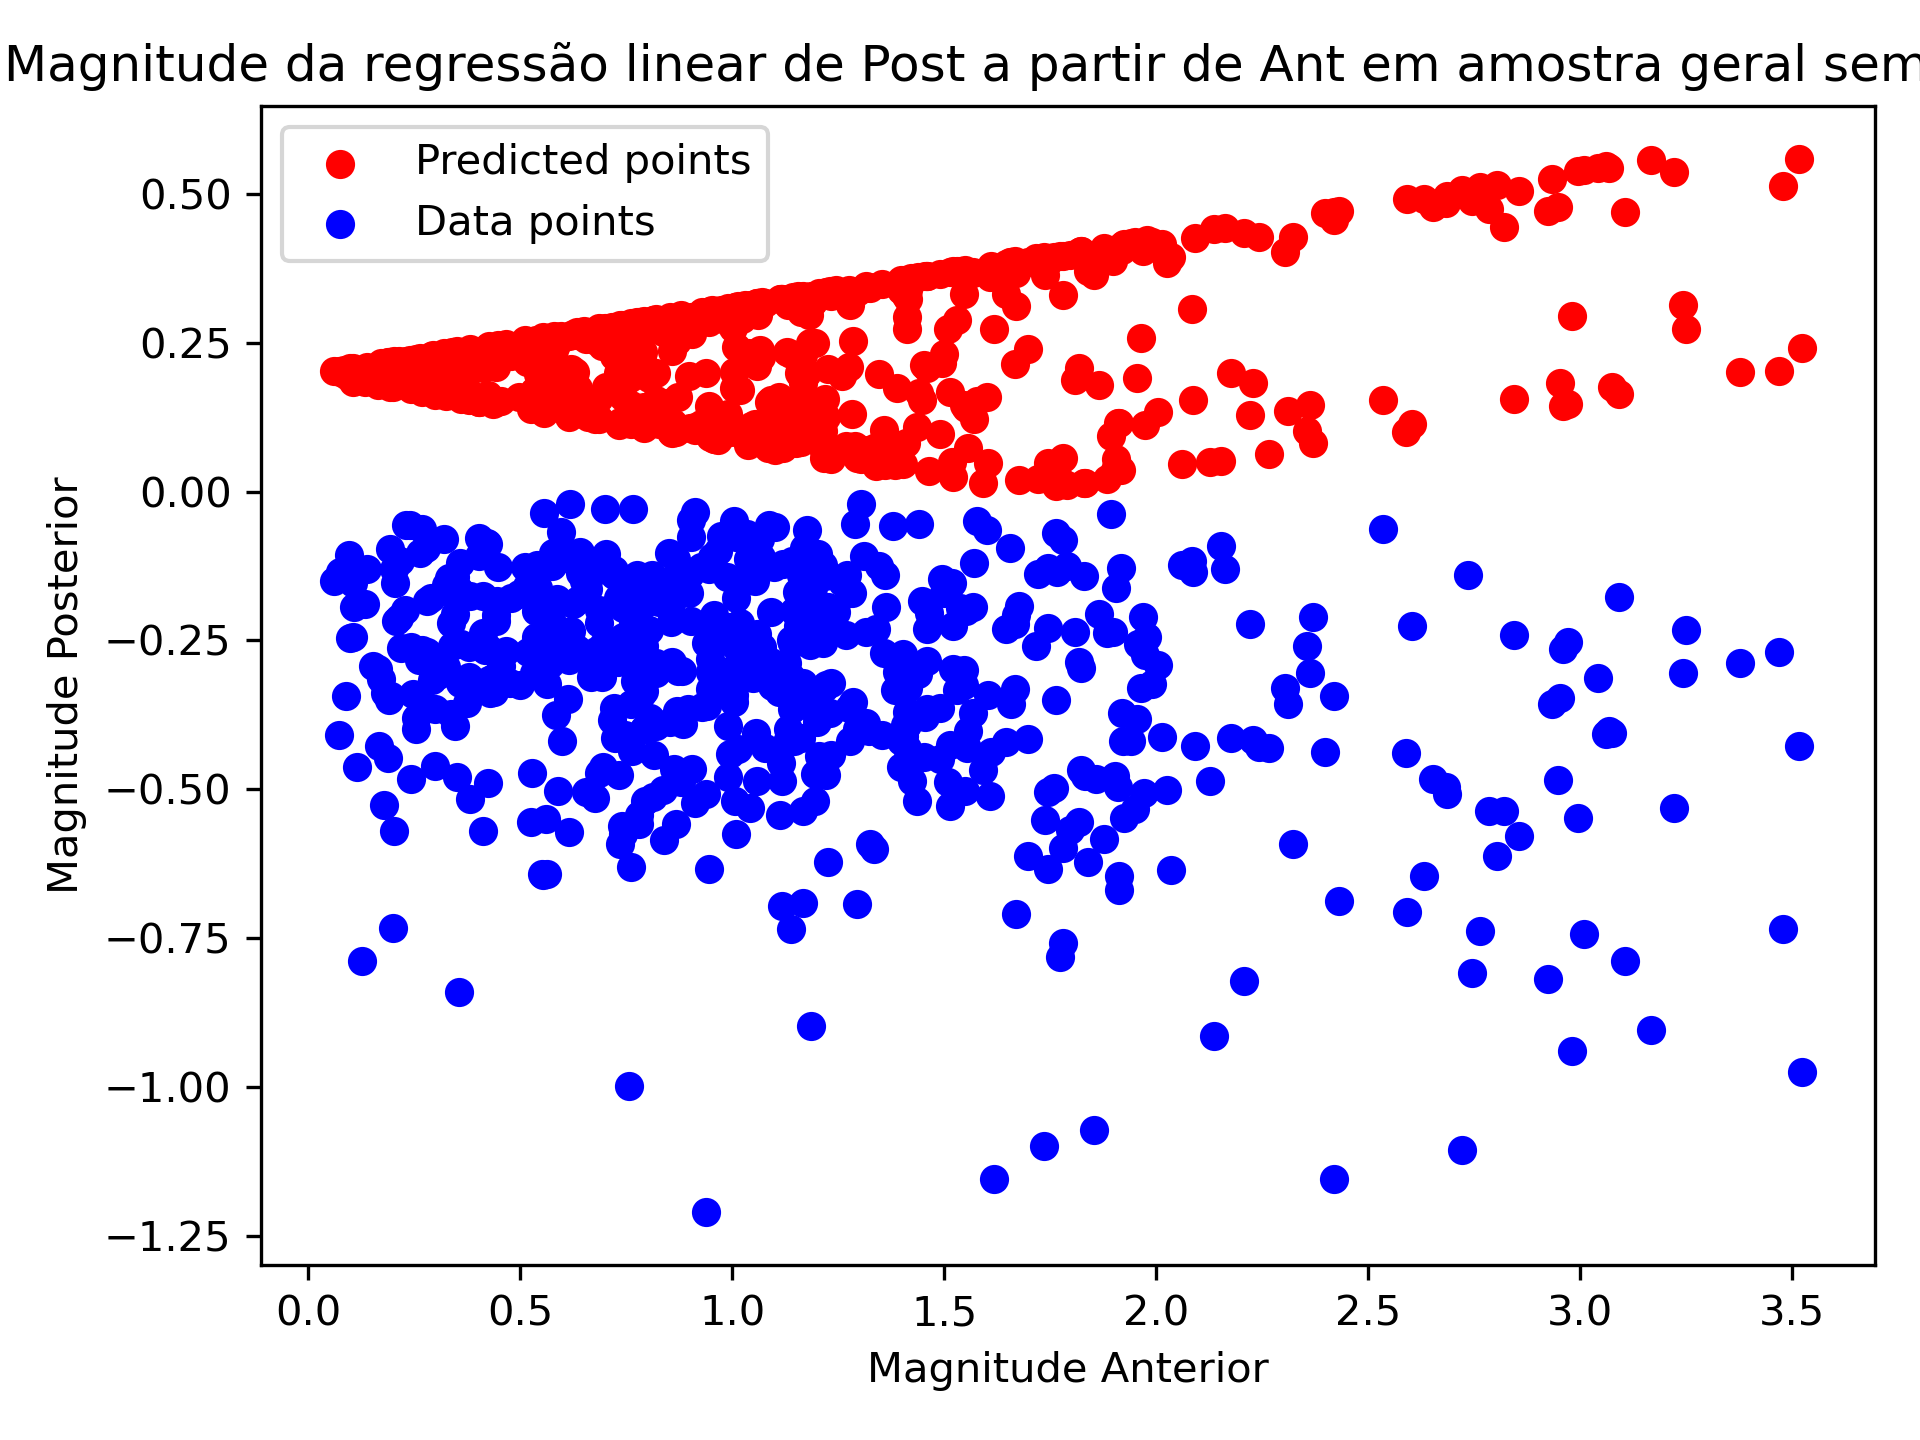 Magnitude da regressão linear de Post a partir de Ant em amostra geral sem
Predicted points
Data points
0.50
0.25
0.00
−0.25
−0.50
−0.75
−1.00
−1.25
Magnitude Posterior
0.0 0.5 1.0 1.5 2.0 2.5 3.0 3.5
Magnitude Anterior